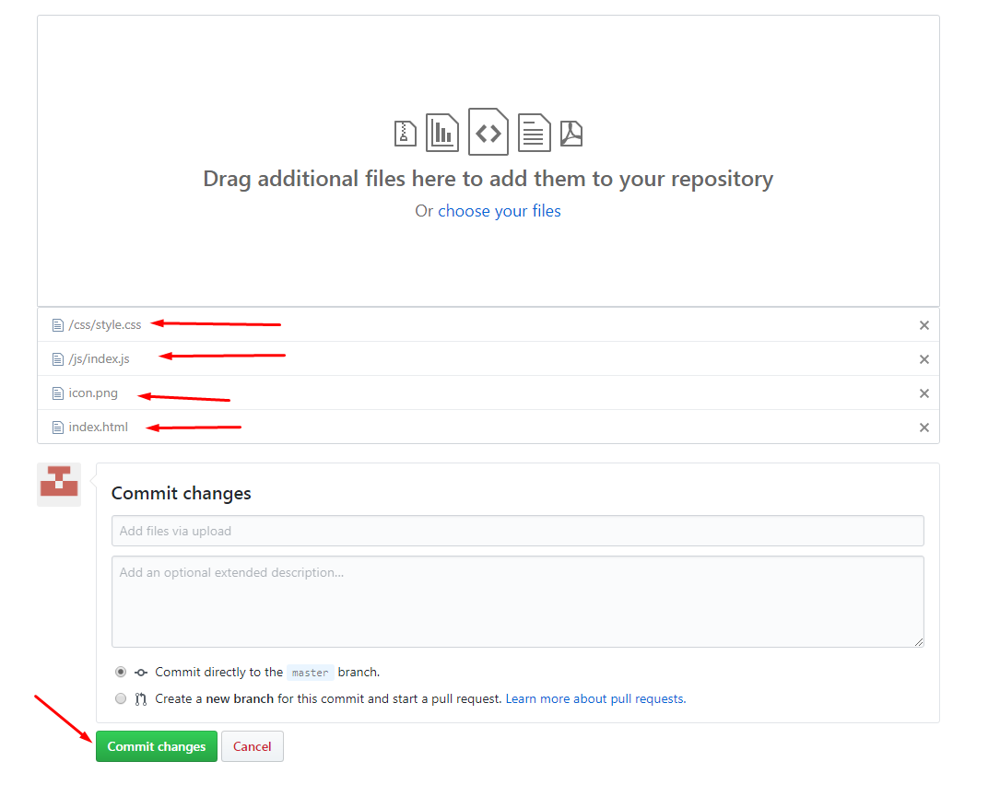 Drag additional files here to add them to your repository
Or choose your files
/css/style.css
/js/index.js
icon.png
index.html
Commit changes
Add files via upload
Add an optional extended description...
Commit directly to the master branch.
Create a new branch for this commit and start a pull request. Learn more about pull requests.
Commit changes Cancel